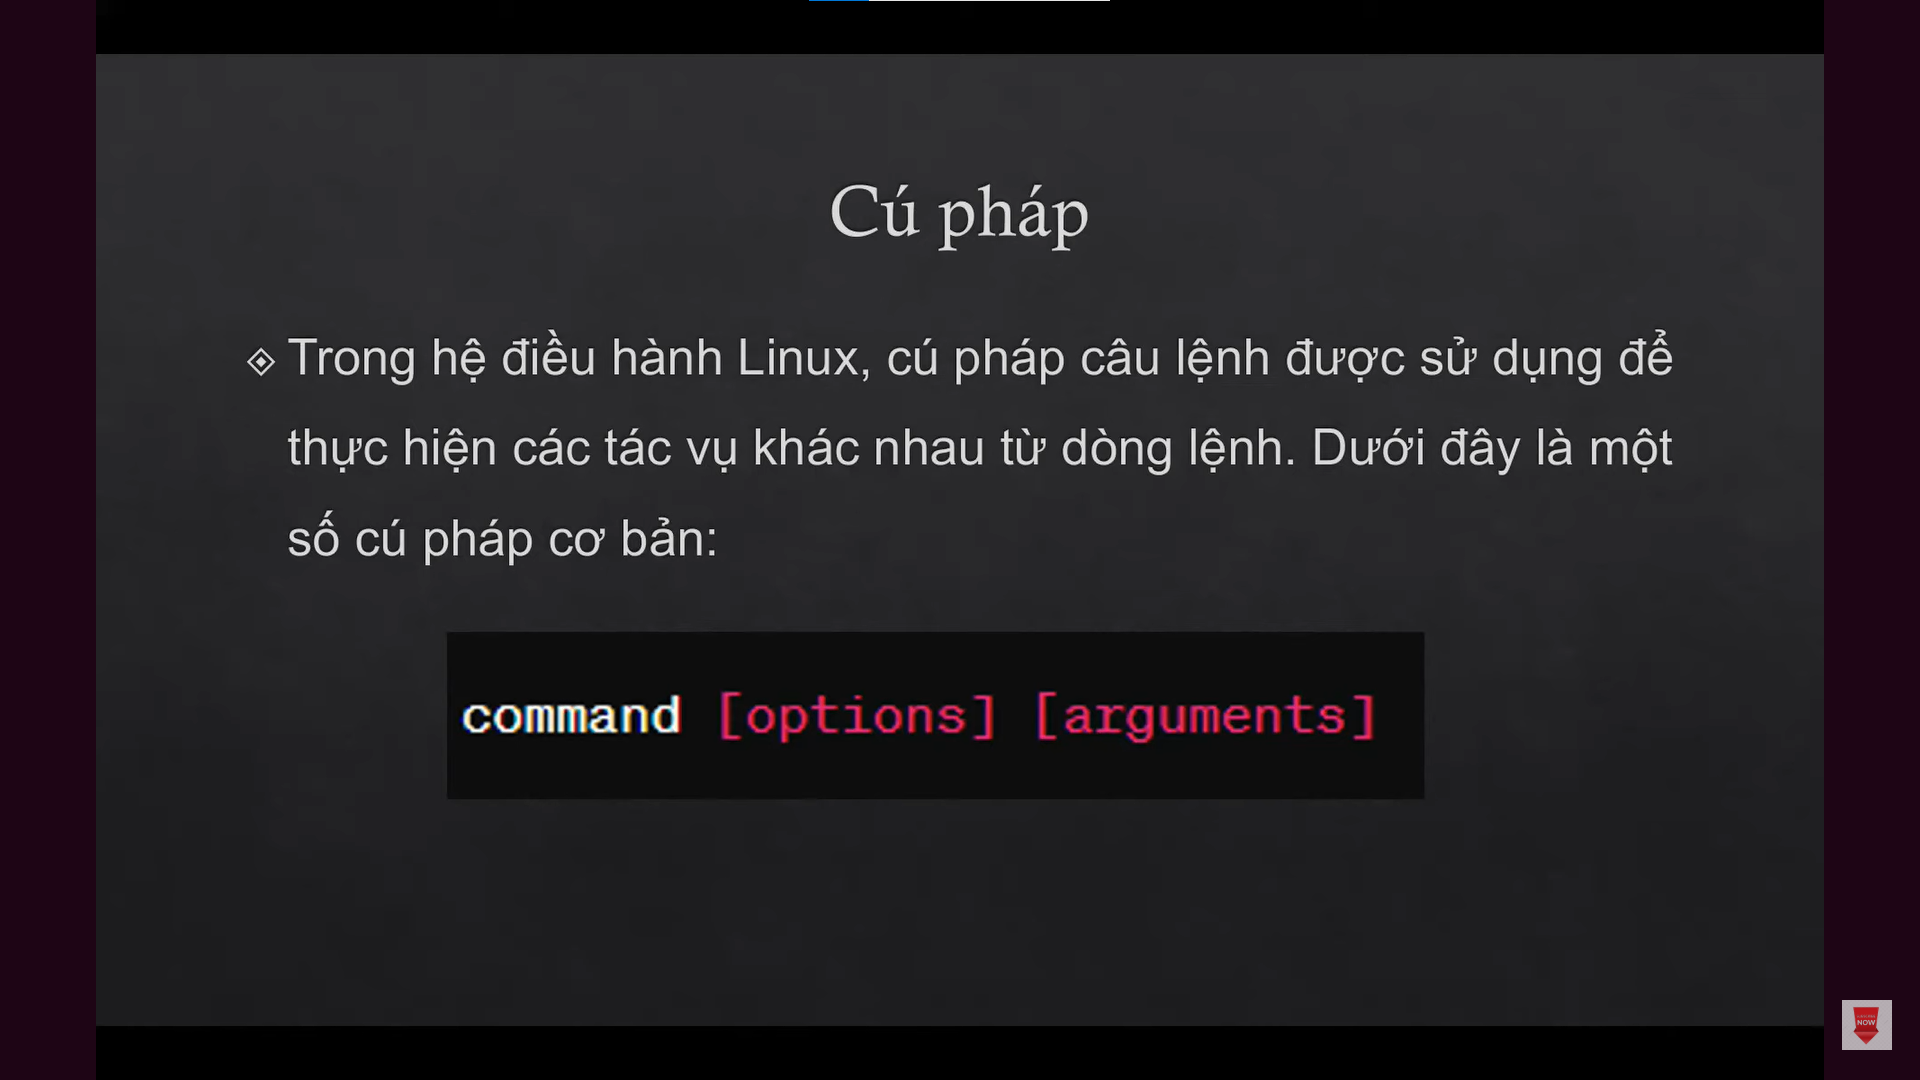 Cú pháp
Trong hệ điều hành Linux, cú pháp câu lệnh được sử dụng để
thực hiện các tác vụ khác nhau từ dòng lệnh. Dưới đây là một
số cú pháp cơ bản:
command [options] [arguments]
NOW